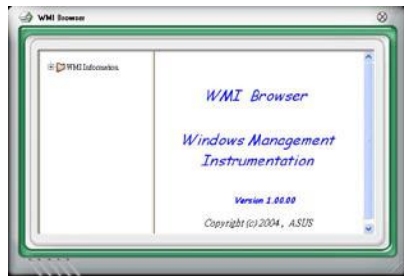 WMI Browser
WMI Information
WMI Browser
Windows Management
Instrumentation
Version 1.00.00
Copyright (c) 2004, ASUS